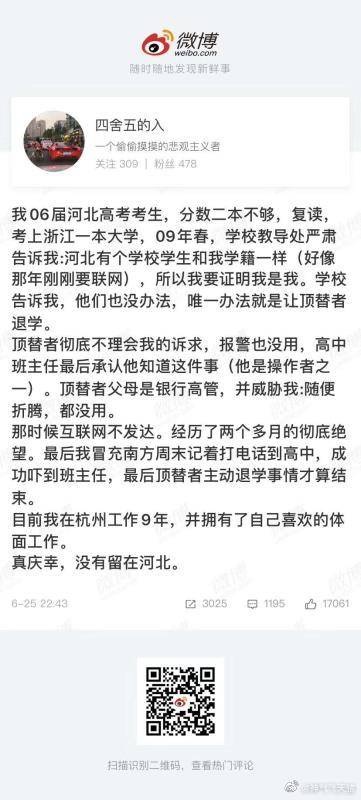 微博
weibo.com
随时随地发现新鲜事
四舍五的入
一个偷偷摸摸的悲观主义者
关注 309 | 粉丝 478
我06届河北高考考生，分数二本不够，复读，
考上浙江一本大学，09年春，学校教导处严肃
告诉我:河北有个学校学生和我学籍一样（好像
那年刚刚要联网），所以我要证明我是我。学校
告诉我，他们也没办法，唯一办法就是让顶替者
退学。
顶替者彻底不理会我的诉求，报警也没用，高中
班主任最后承认他知道这件事（他是操作者之
一）。顶替者父母是银行高管，并威胁我:随便
折腾，都没用。
那时候互联网不发达。经历了两个多月的彻底绝
望。最后我冒充南方周末记着打电话到高中，成
功吓到班主任，最后顶替者主动退学事情才算结
束。
目前我在杭州工作9年，并拥有了自己喜欢的体
面工作。
真庆幸，没有留在河北。
6-25 22:43 3025 1195 17061
扫描识别二维码，查看热门评论